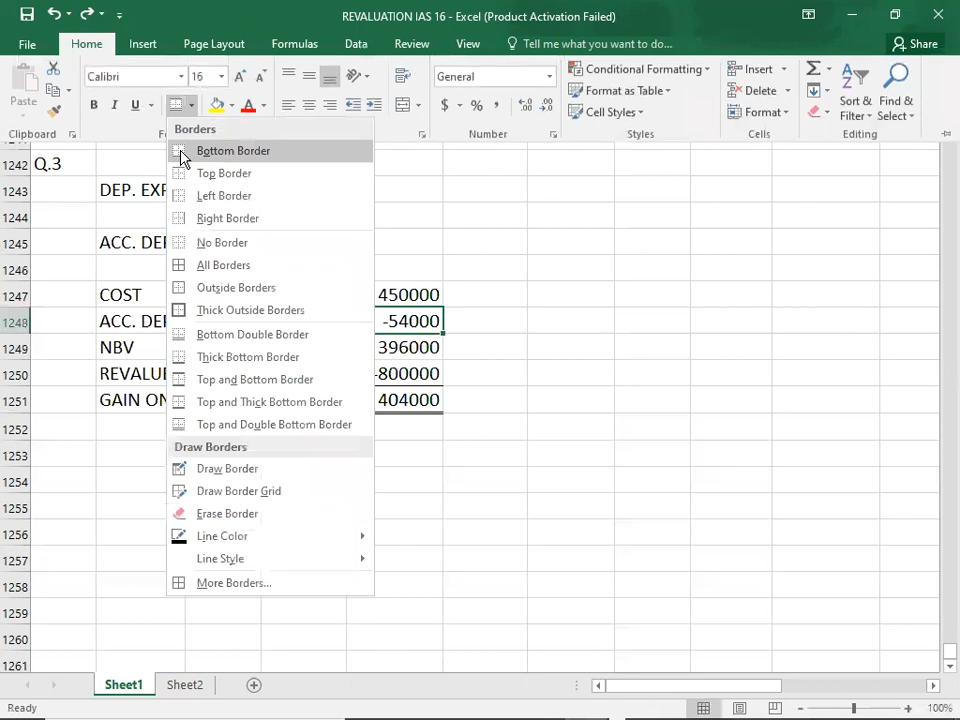 REVALUATION IAS 16 - Excel (Product Activation Failed)
File Home Insert Page Layout Formulas Data Review View Tell me what you want to do... Share
Calibri 16 A A General Conditional Formatting Insert
Paste B I U A $ % , .0 .00 Format as Table Delete Sort & Find &
Cell Styles Format Filter Select
Clipboard Number Styles Cells Editing
Borders
Bottom Border
Top Border
Left Border
Right Border
No Border
All Borders
Outside Borders
Thick Outside Borders
Bottom Double Border
Thick Bottom Border
Top and Bottom Border
Top and Thick Bottom Border
Top and Double Bottom Border
Draw Borders
Draw Border
Draw Border Grid
Erase Border
Line Color
Line Style
More Borders...
1242 Q.3
1243 DEP. EXP
1244
1245 ACC. DE
1246
1247 COST 450000
1248 ACC. DE -54000
1249 NBV 396000
1250 REVALU -800000
1251 GAIN ON 404000
1252
1253
1254
1255
1256
1257
1258
1259
1260
1261
Sheet1 Sheet2
Ready 100%